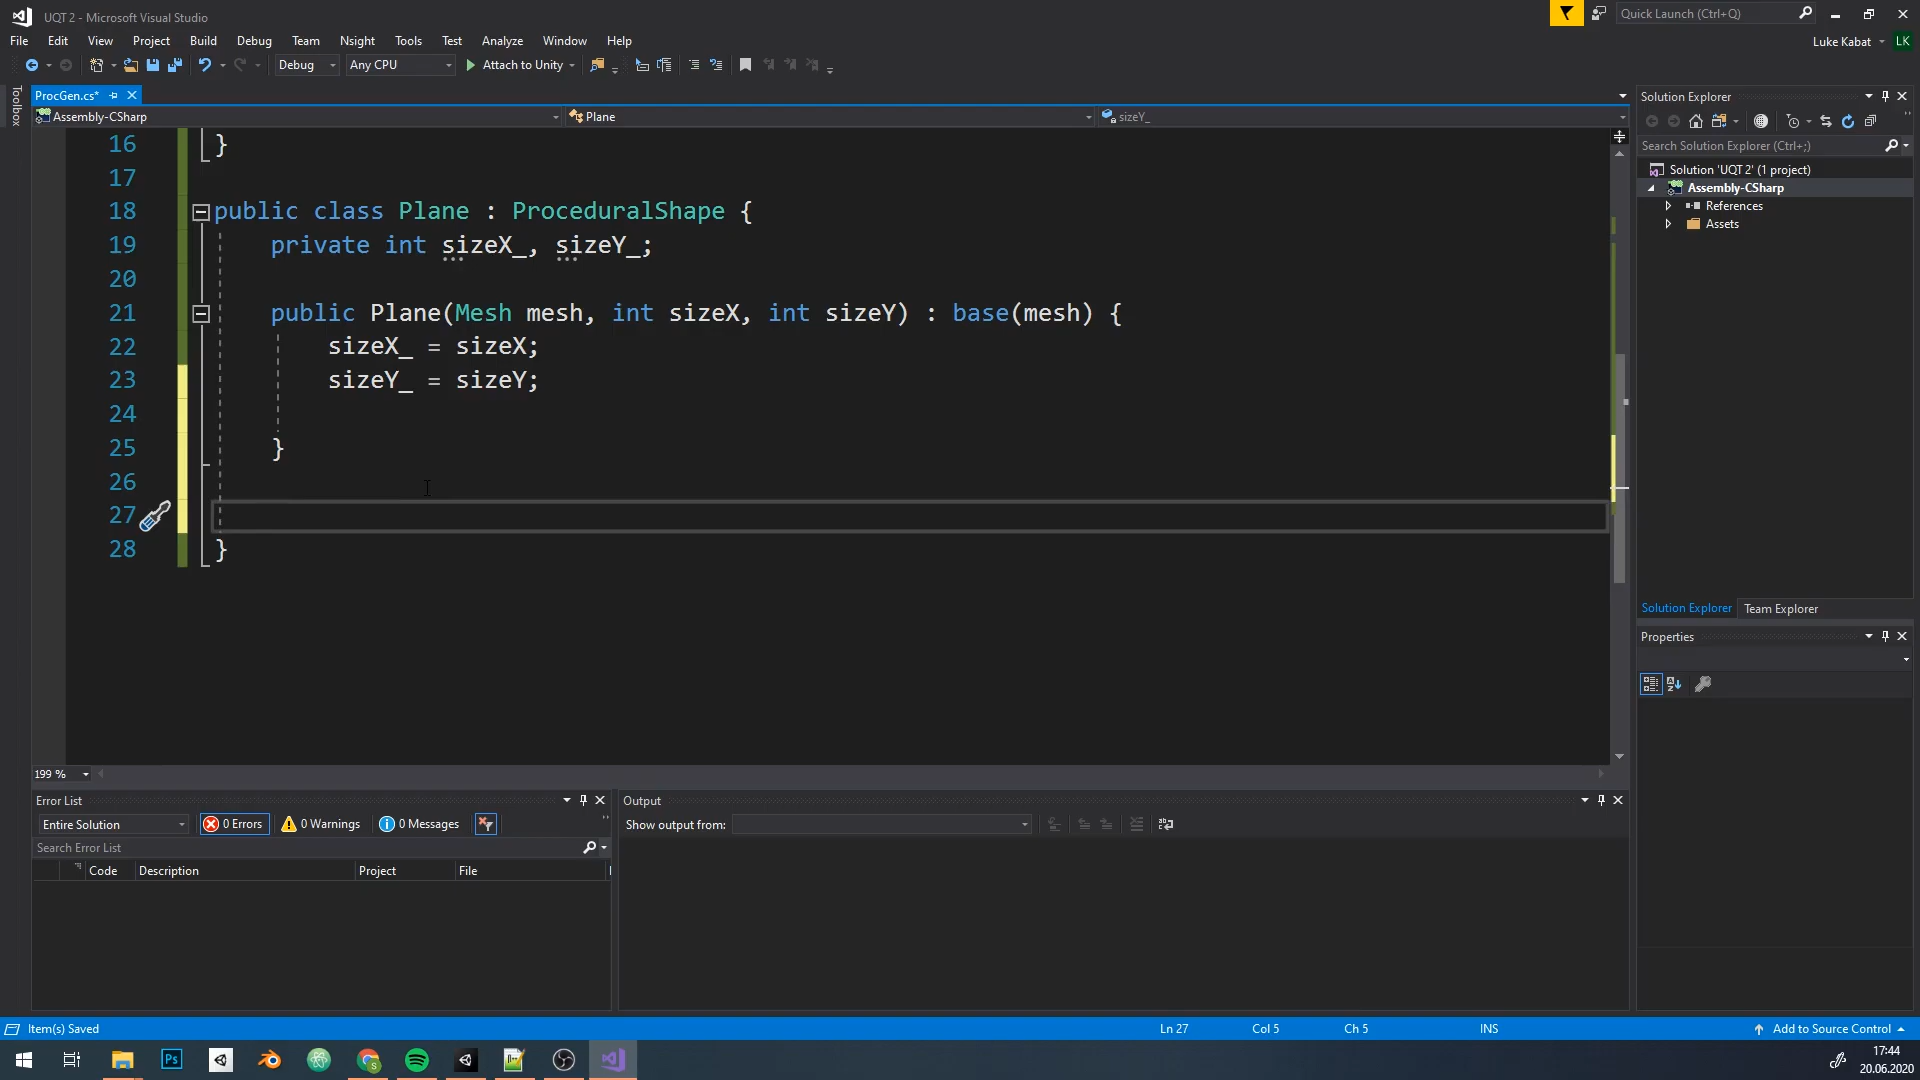 UQT 2 - Microsoft Visual Studio
Quick Launch (Ctrl+Q)
File Edit View Project Build Debug Team Nsight Tools Test Analyze Window Help
Luke Kabat LK
Debug Any CPU Attach to Unity
Toolbox
ProcGen.cs*
Assembly-CSharp Plane sizeY_
16 }
17
18 public class Plane : ProceduralShape {
19 private int sizeX_, sizeY_;
20
21 public Plane(Mesh mesh, int sizeX, int sizeY) : base(mesh) {
22 sizeX_ = sizeX;
23 sizeY_ = sizeY;
24
25 }
26
27
28 }
199 %
Solution Explorer
Search Solution Explorer (Ctrl+;)
Solution 'UQT 2' (1 project)
Assembly-CSharp
References
Assets
Solution Explorer Team Explorer
Properties
Error List
Entire Solution 0 Errors 0 Warnings 0 Messages
Search Error List
Code Description Project File
Output
Show output from:
Item(s) Saved Ln 27 Col 5 Ch 5 INS Add to Source Control
Ps
S
17:44
20.06.2020